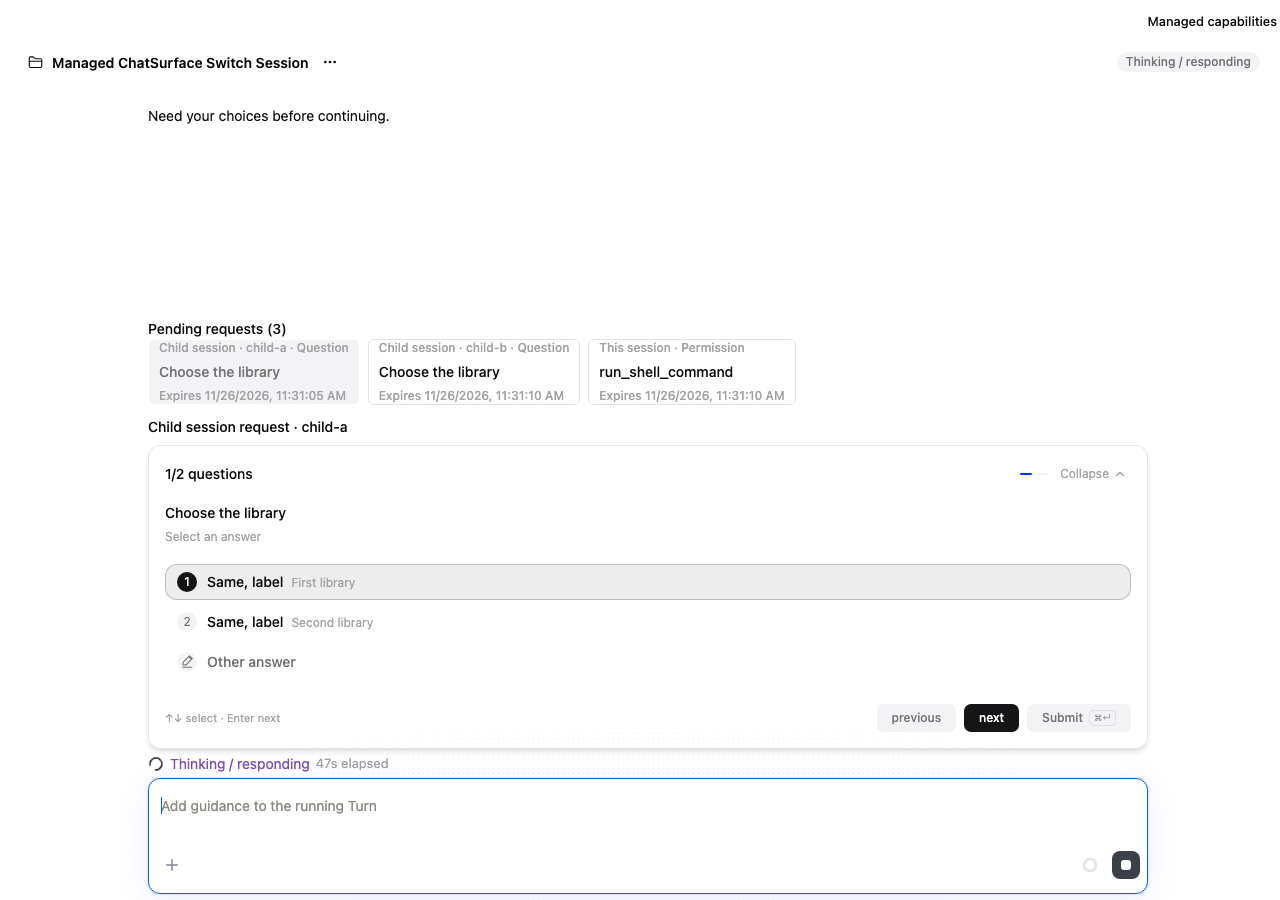 Managed capabilities
Managed ChatSurface Switch Session ···
Thinking / responding
Need your choices before continuing.
Pending requests (3)
Child session · child-a · Question
Choose the library
Expires 11/26/2026, 11:31:05 AM
Child session · child-b · Question
Choose the library
Expires 11/26/2026, 11:31:10 AM
This session · Permission
run_shell_command
Expires 11/26/2026, 11:31:10 AM
Child session request · child-a
1/2 questions
Collapse
Choose the library
Select an answer
1 Same, label First library
2 Same, label Second library
Other answer
↑↓ select · Enter next
previous
next
Submit ⌘↵
Thinking / responding 47s elapsed
Add guidance to the running Turn